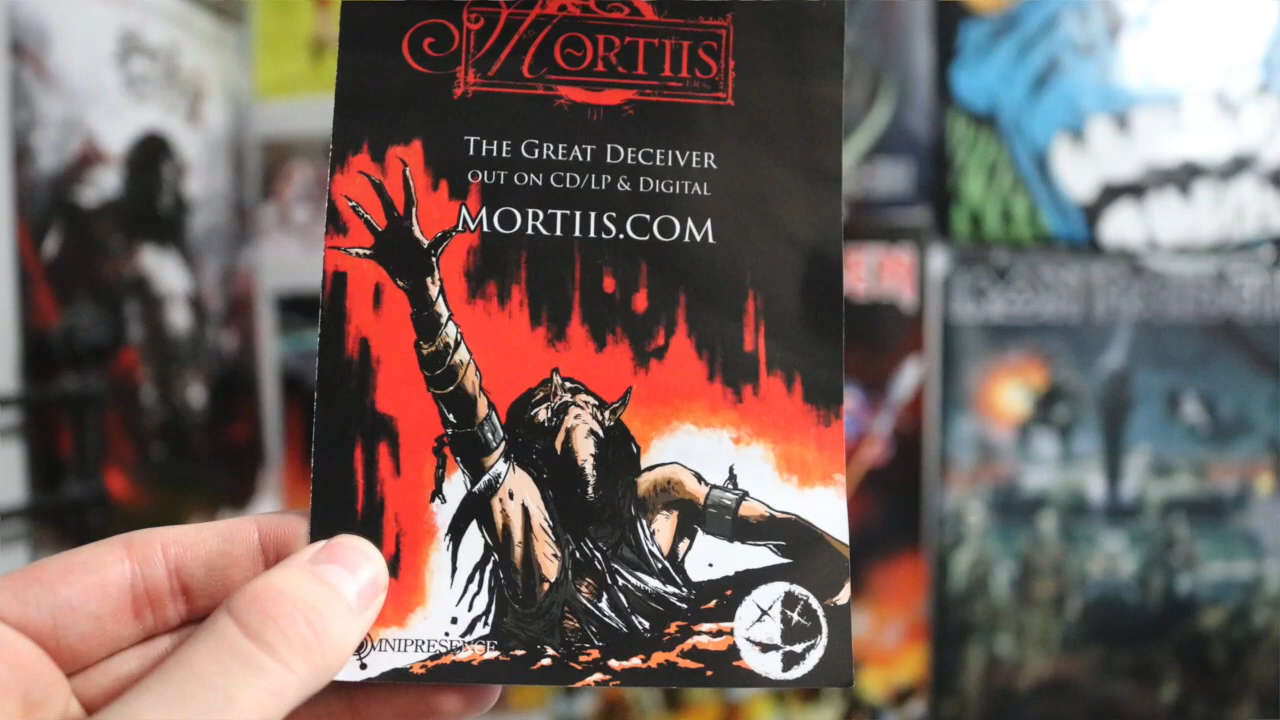 MORTIIS
THE GREAT DECEIVER
OUT ON CD/LP & DIGITAL
MORTIIS.COM
OMNIPRESENCE